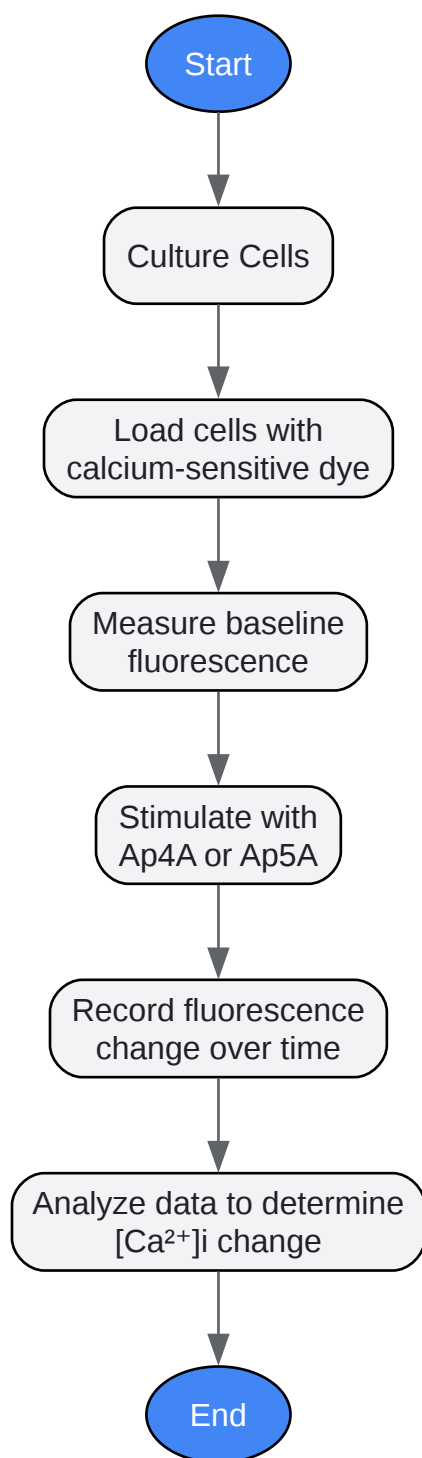 Start
Culture Cells
Load cells with
calcium-sensitive dye
Measure baseline
fluorescence
Stimulate with
Ap4A or Ap5A
Record fluorescence
change over time
Analyze data to determine
[Ca²⁺]i change
End